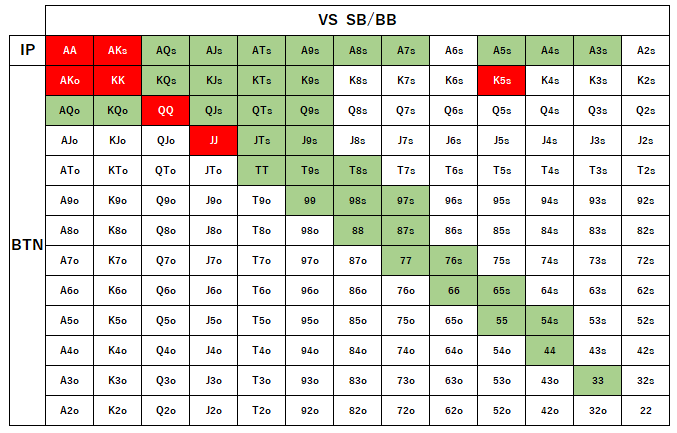 VS SB/BB
IP AA AKs AQs AJs ATs A9s A8s A7s A6s A5s A4s A3s A2s
AKo KK KQs KJs KTs K9s K8s K7s K6s K5s K4s K3s K2s
AQo KQo QQ QJs QTs Q9s Q8s Q7s Q6s Q5s Q4s Q3s Q2s
AJo KJo QJo JJ JTs J9s J8s J7s J6s J5s J4s J3s J2s
ATo KTo QTo JTo TT T9s T8s T7s T6s T5s T4s T3s T2s
A9o K9o Q9o J9o T9o 99 98s 97s 96s 95s 94s 93s 92s
A8o K8o Q8o J8o T8o 98o 88 87s 86s 85s 84s 83s 82s
BTN A7o K7o Q7o J7o T7o 97o 87o 77 76s 75s 74s 73s 72s
A6o K6o Q6o J6o T6o 96o 86o 76o 66 65s 64s 63s 62s
A5o K5o Q5o J5o T5o 95o 85o 75o 65o 55 54s 53s 52s
A4o K4o Q4o J4o T4o 94o 84o 74o 64o 54o 44 43s 42s
A3o K3o Q3o J3o T3o 93o 83o 73o 63o 53o 43o 33 32s
A2o K2o Q2o J2o T2o 92o 82o 72o 62o 52o 42o 32o 22